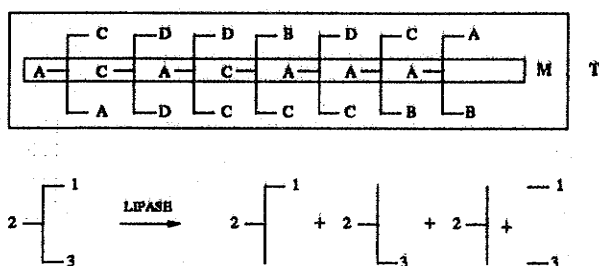 C D D B D C A
A C A C A A A M T
A D C C C B B
1 LIPASE 1 1
2 2 + 2 + 2 +
3 3 3